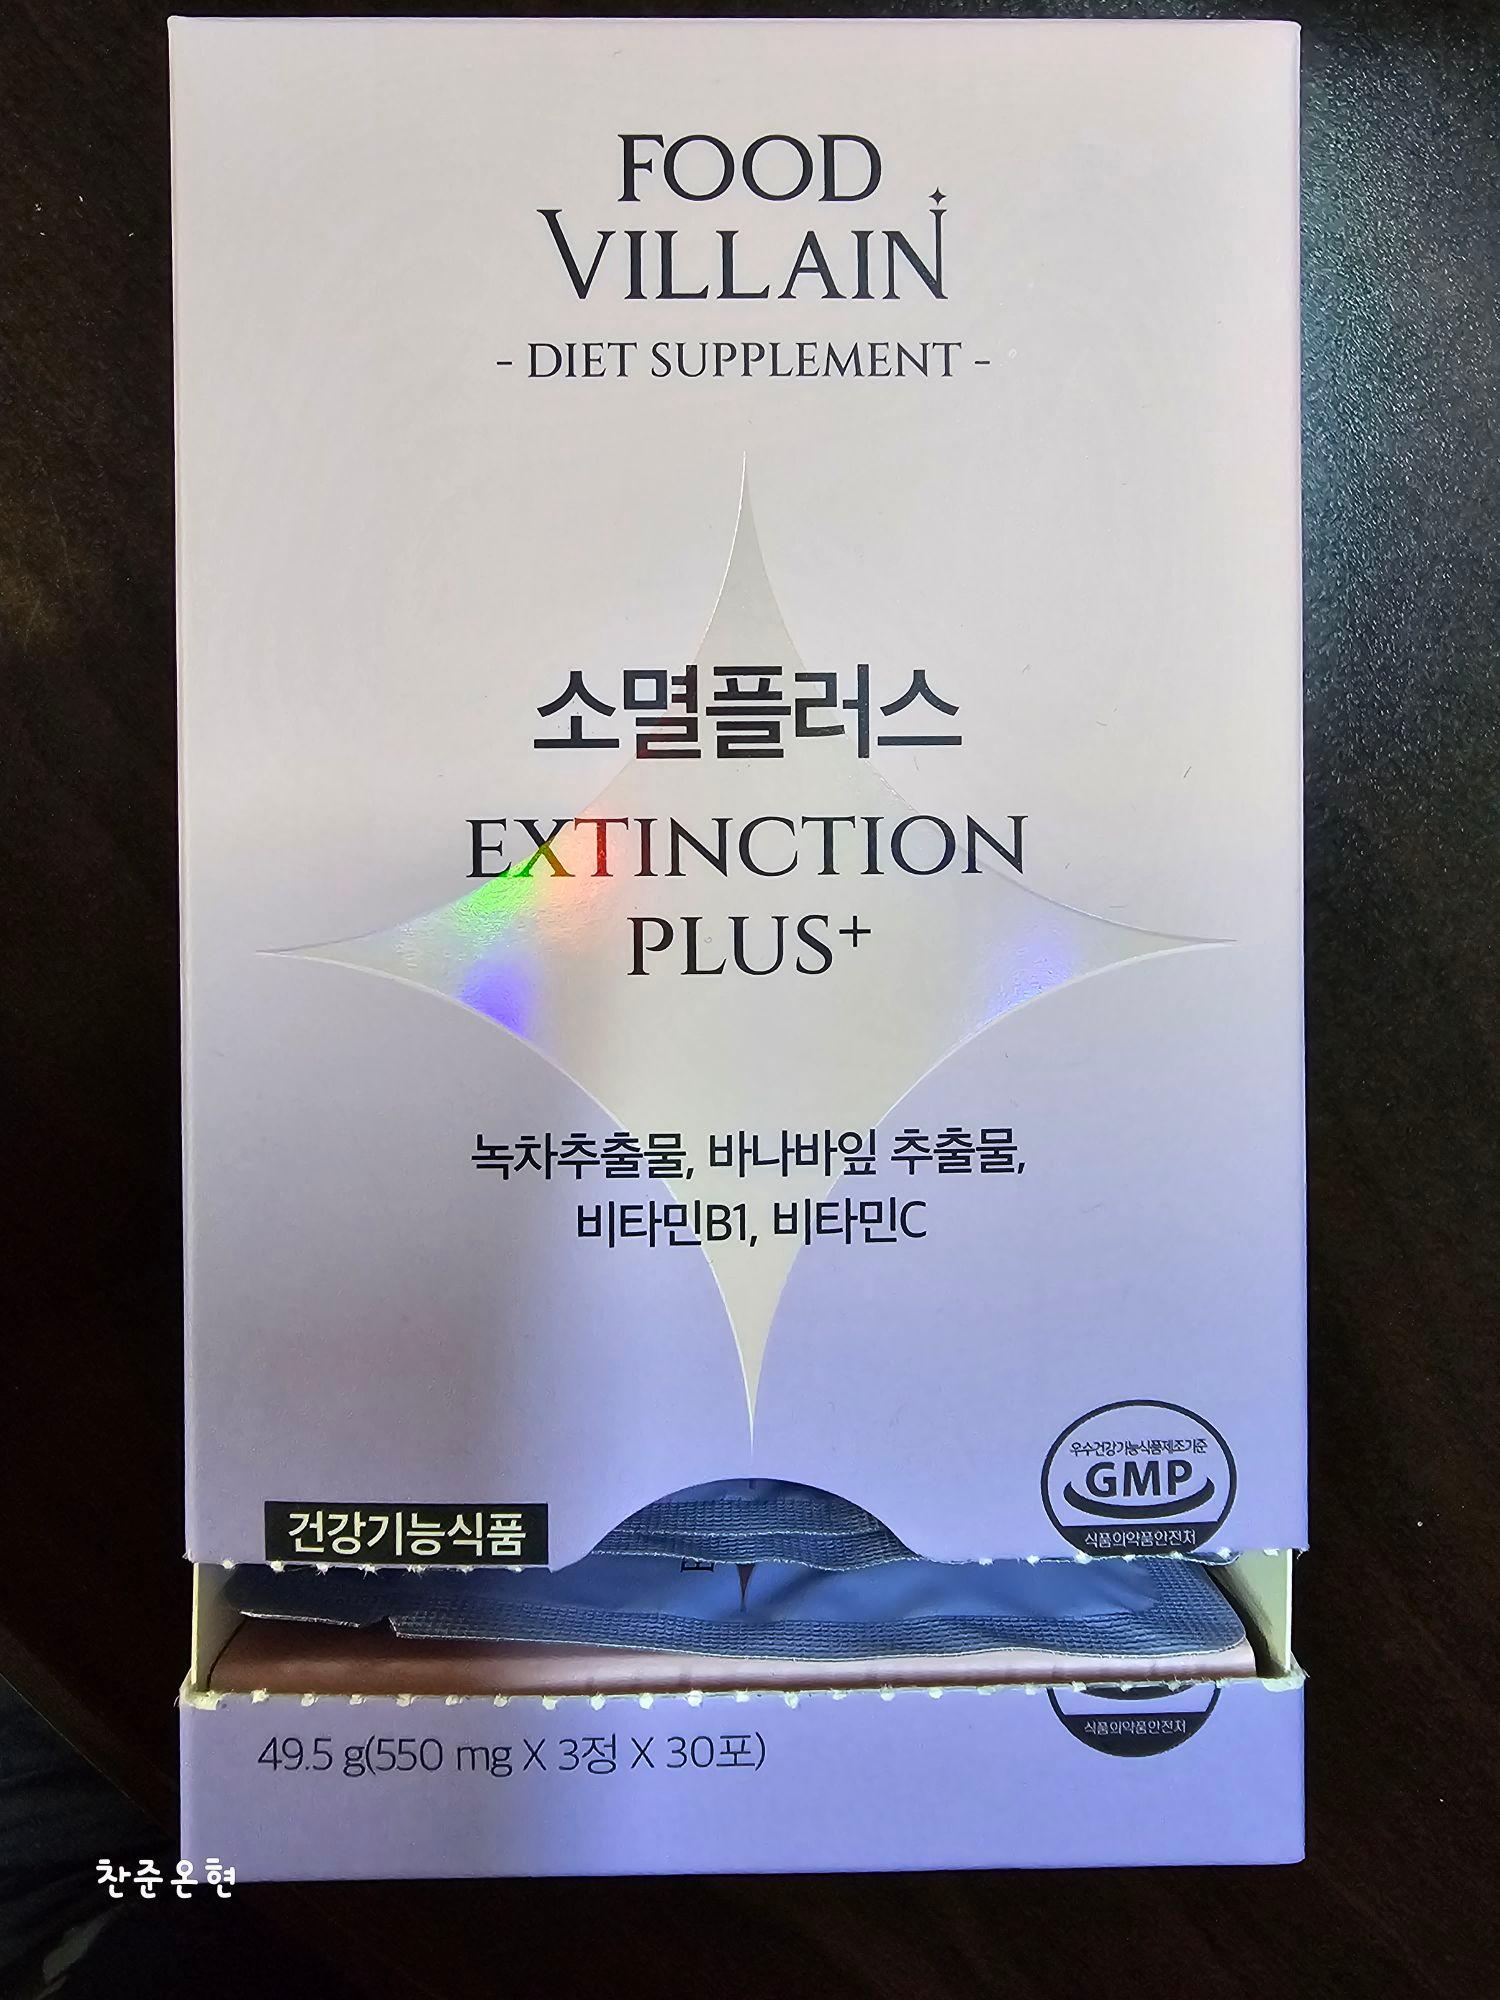 FOOD
VILLAIN
- DIET SUPPLEMENT -
소멸플러스
EXTINCTION
PLUS+
녹차추출물, 바나바잎 추출물,
비타민B1, 비타민C
우수건강기능식품제조기준
GMP
식품의약품안전처
건강기능식품
식품의약품안전처
49.5 g(550 mg X 3정 X 30포)
찬준온현